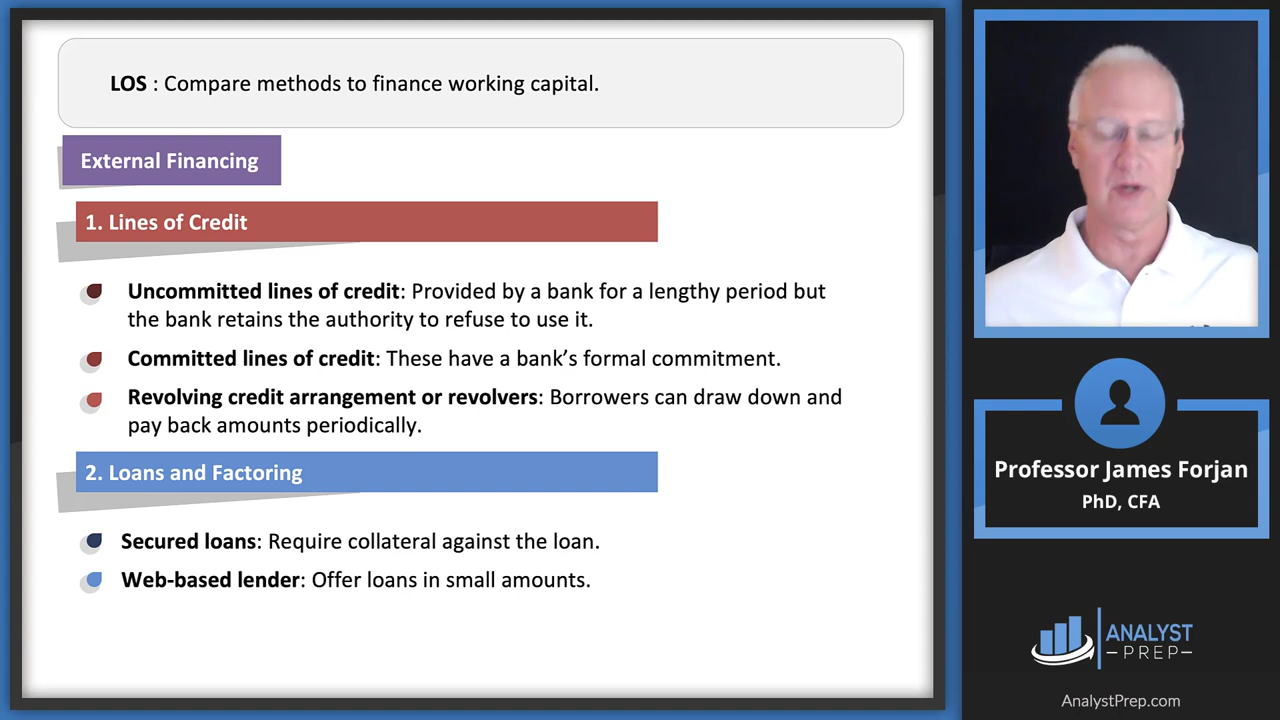 LOS : Compare methods to finance working capital.
External Financing
1. Lines of Credit
Uncommitted lines of credit: Provided by a bank for a lengthy period but
the bank retains the authority to refuse to use it.
Committed lines of credit: These have a bank's formal commitment.
Revolving credit arrangement or revolvers: Borrowers can draw down and
pay back amounts periodically.
2. Loans and Factoring
Secured loans: Require collateral against the loan.
Web-based lender: Offer loans in small amounts.
Professor James Forjan
PhD, CFA
ANALYST
–PREP–
AnalystPrep.com